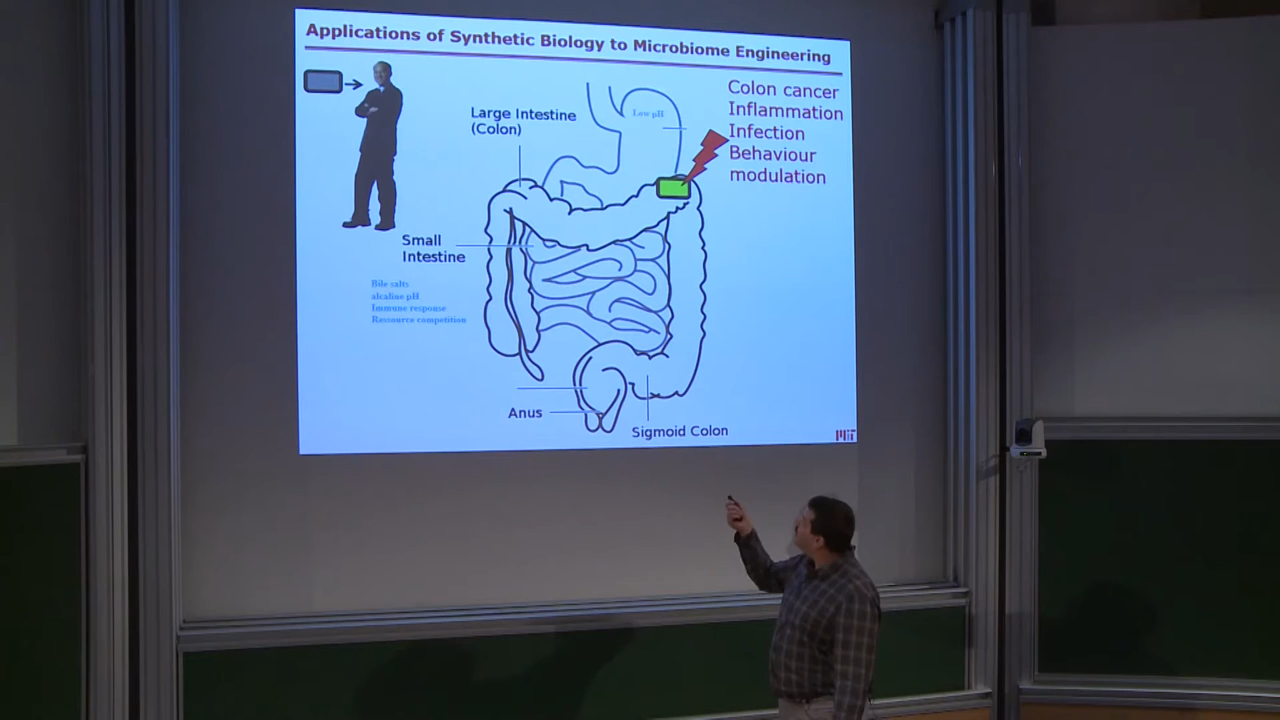 Applications of Synthetic Biology to Microbiome Engineering
Colon cancer
Inflammation
Infection
Behaviour
modulation
Large Intestine
(Colon)
Low pH
Small
Intestine
Bile salts
alcaline pH
Immune response
Ressource competition
Anus
Sigmoid Colon
MIT